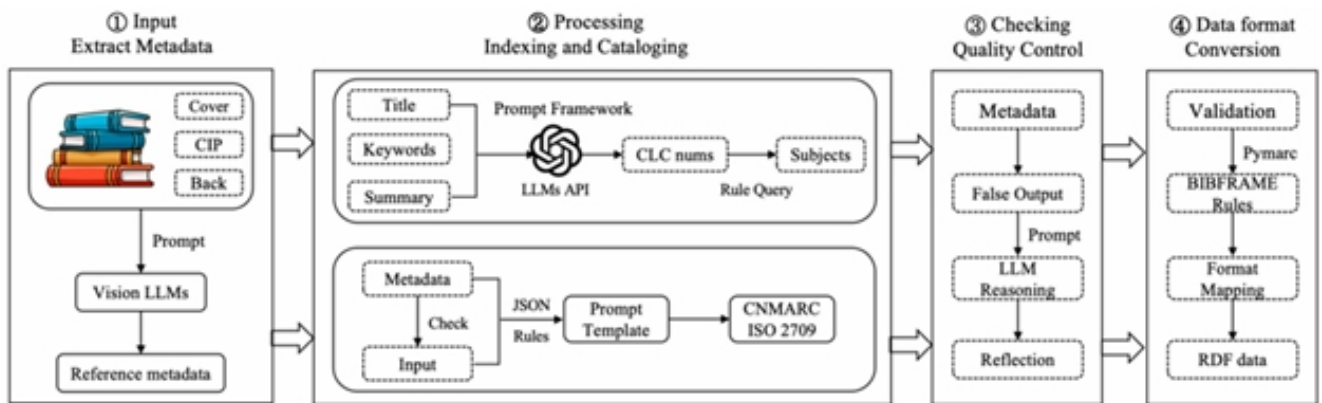 ① Input
Extract Metadata
Cover
CIP
Back
Prompt
Vision LLMs
Reference metadata
② Processing
Indexing and Cataloging
Title
Keywords
Summary
Prompt Framework
LLMs API
CLC nums
Rule Query
Subjects
Metadata
Check
Input
JSON
Rules
Prompt
Template
CNMARC
ISO 2709
③ Checking
Quality Control
Metadata
False Output
Prompt
LLM
Reasoning
Reflection
④ Data format
Conversion
Validation
Pymarc
BIBFRAME
Rules
Format
Mapping
RDF data